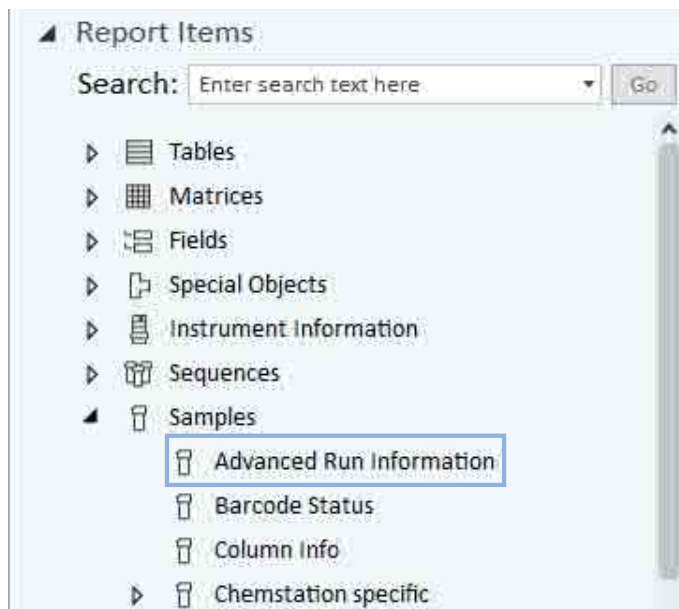 Report Items
Search: Enter search text here Go
Tables
Matrices
Fields
Special Objects
Instrument Information
Sequences
Samples
Advanced Run Information
Barcode Status
Column Info
Chemstation specific